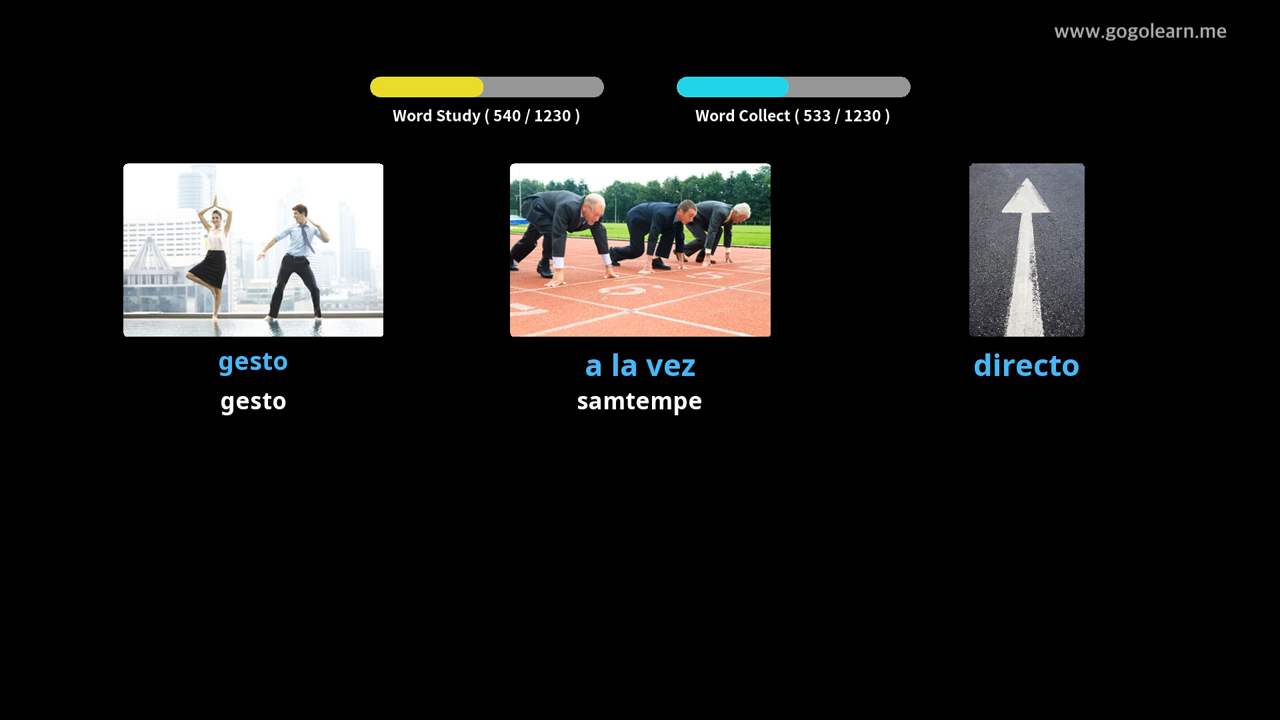 www.gogolearn.me
Word Study ( 540 / 1230 )
Word Collect ( 533 / 1230 )
gesto
gesto
a la vez
samtempe
directo